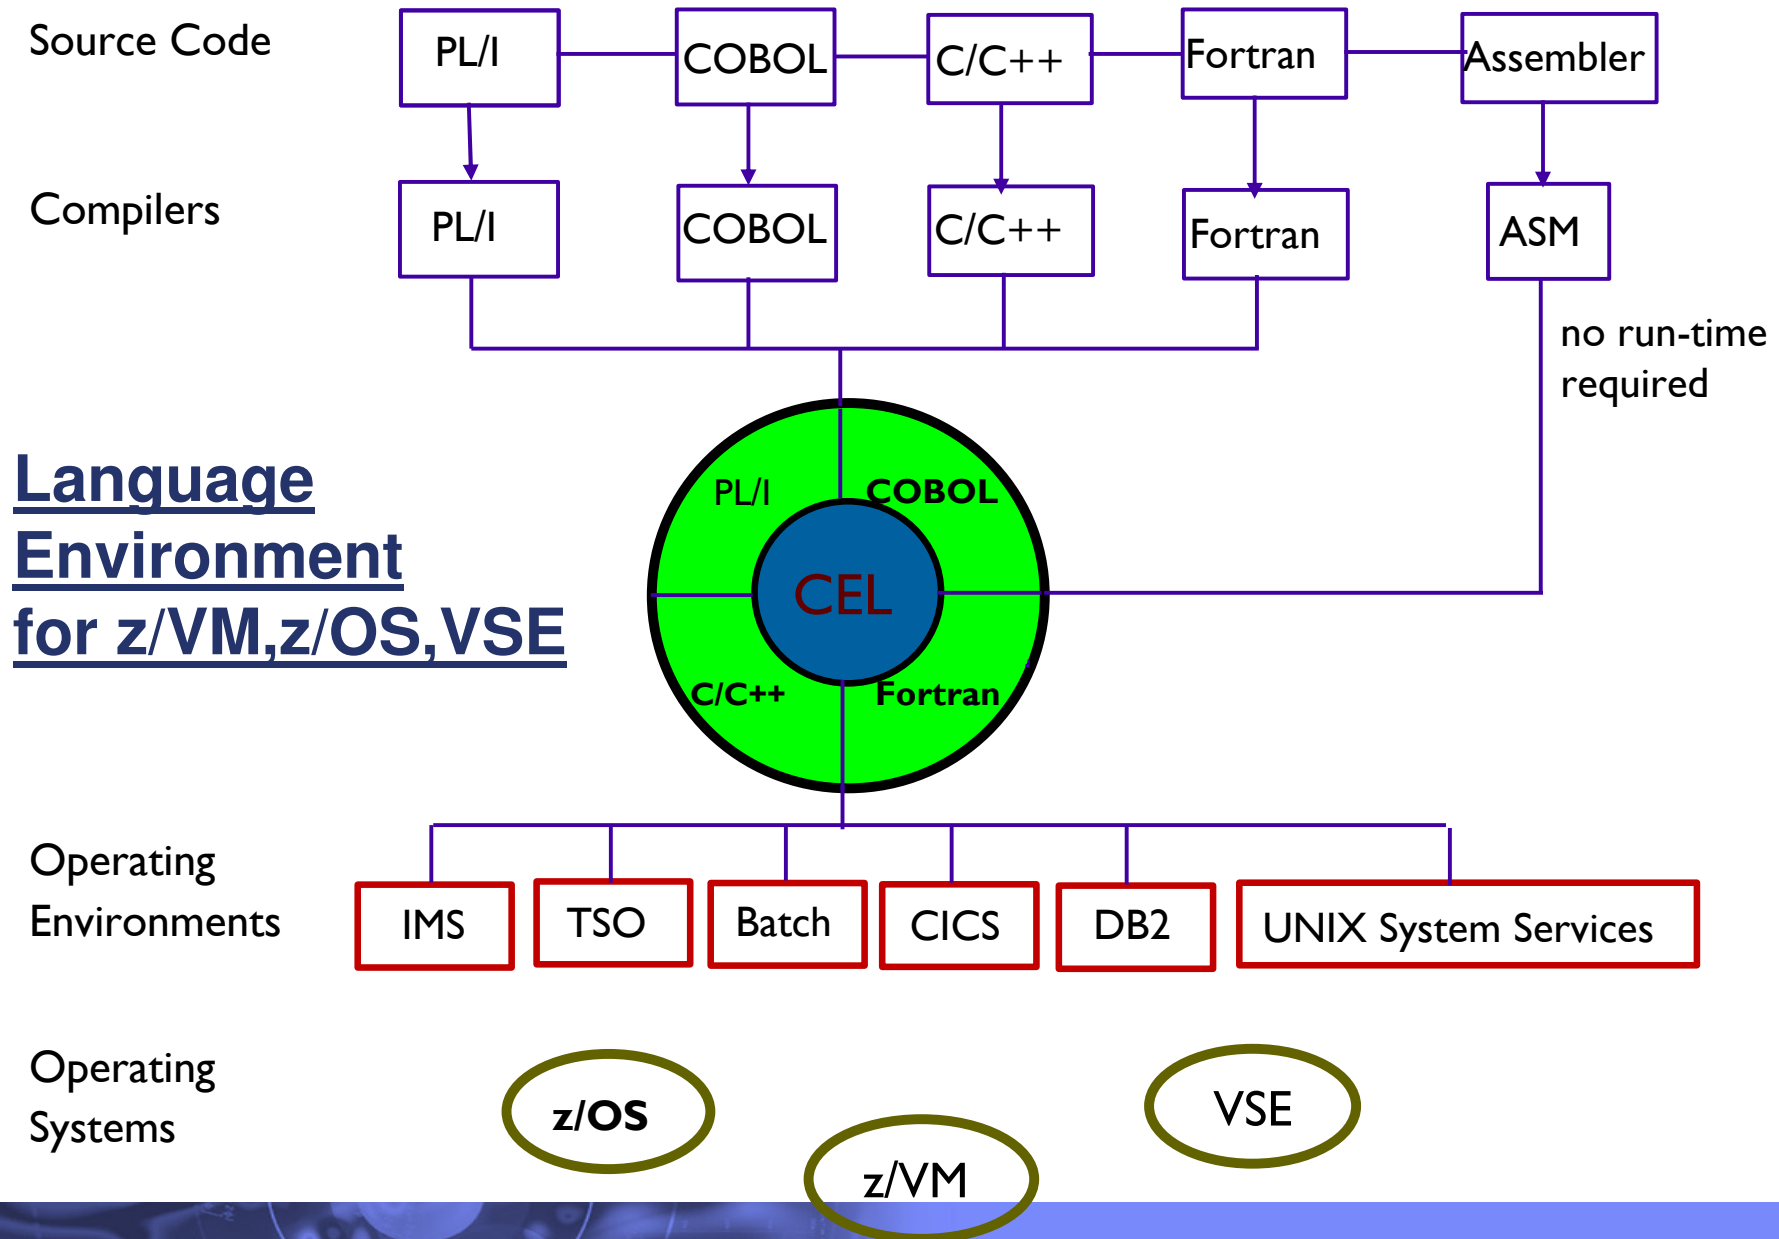 Source Code
PL/I
COBOL
C/C++
Fortran
Assembler
Compilers
PL/I
COBOL
C/C++
Fortran
ASM
no run-time
required
Language
Environment
for z/VM,z/OS,VSE
PL/I
COBOL
CEL
C/C++
Fortran
Operating
Environments
IMS
TSO
Batch
CICS
DB2
UNIX System Services
Operating
Systems
z/OS
z/VM
VSE